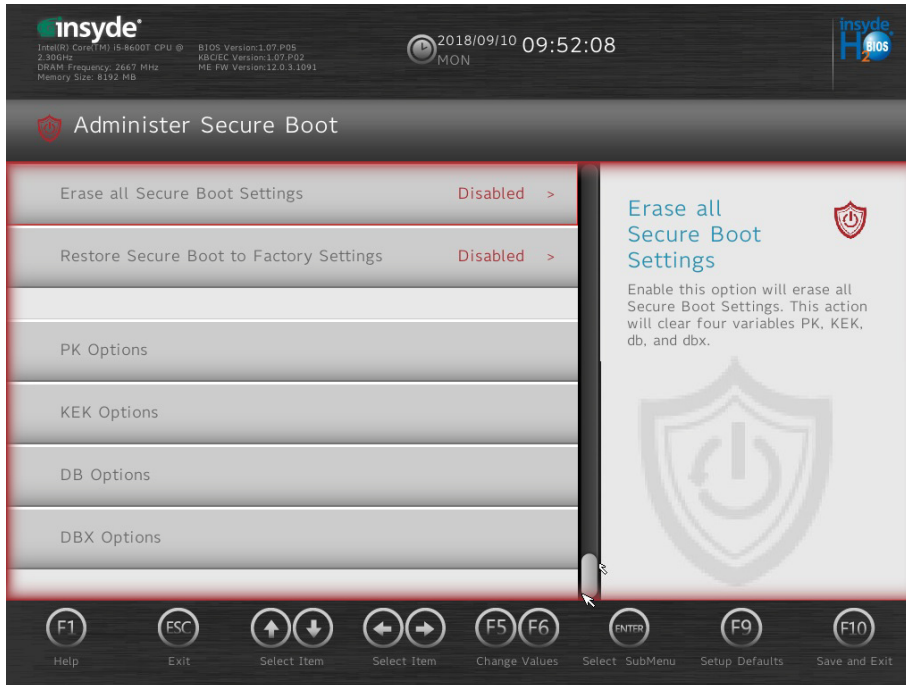 insyde
Intel(R) Core(TM) i5-8600T CPU @
2.30GHz
DRAM Frequency: 2667 MHz
Memory Size: 8192 MB
BIOS Version:1.07.P05
KBC/EC Version:1.07.P02
ME FW Version:12.0.3.1091
2018/09/10 09:52:08
MON
insyde
H2O BIOS
Administer Secure Boot
Erase all Secure Boot Settings Disabled >
Restore Secure Boot to Factory Settings Disabled >
PK Options
KEK Options
DB Options
DBX Options
Erase all
Secure Boot
Settings
Enable this option will erase all
Secure Boot Settings. This action
will clear four variables PK, KEK,
db, and dbx.
F1 ESC F5 F6 ENTER F9 F10
Help Exit Select Item Select Item Change Values Select SubMenu Setup Defaults Save and Exit